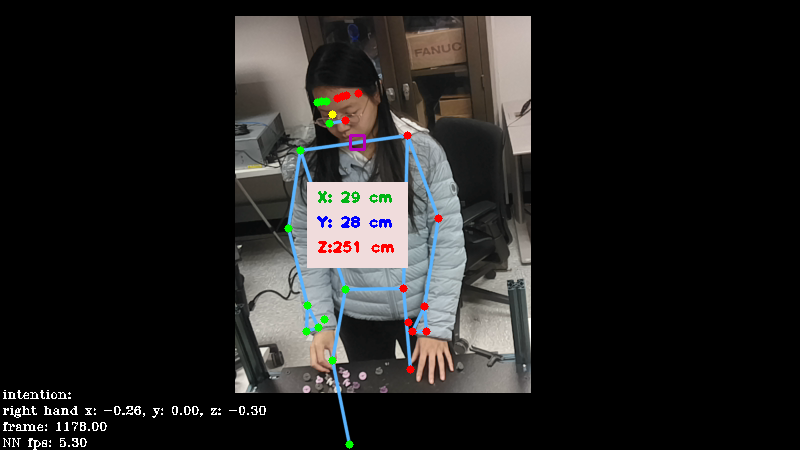 FANUC
X: 29 cm
Y: 28 cm
Z:251 cm
intention:
right hand x: -0.26, y: 0.00, z: -0.30
frame: 1178.00
NN fps: 5.30